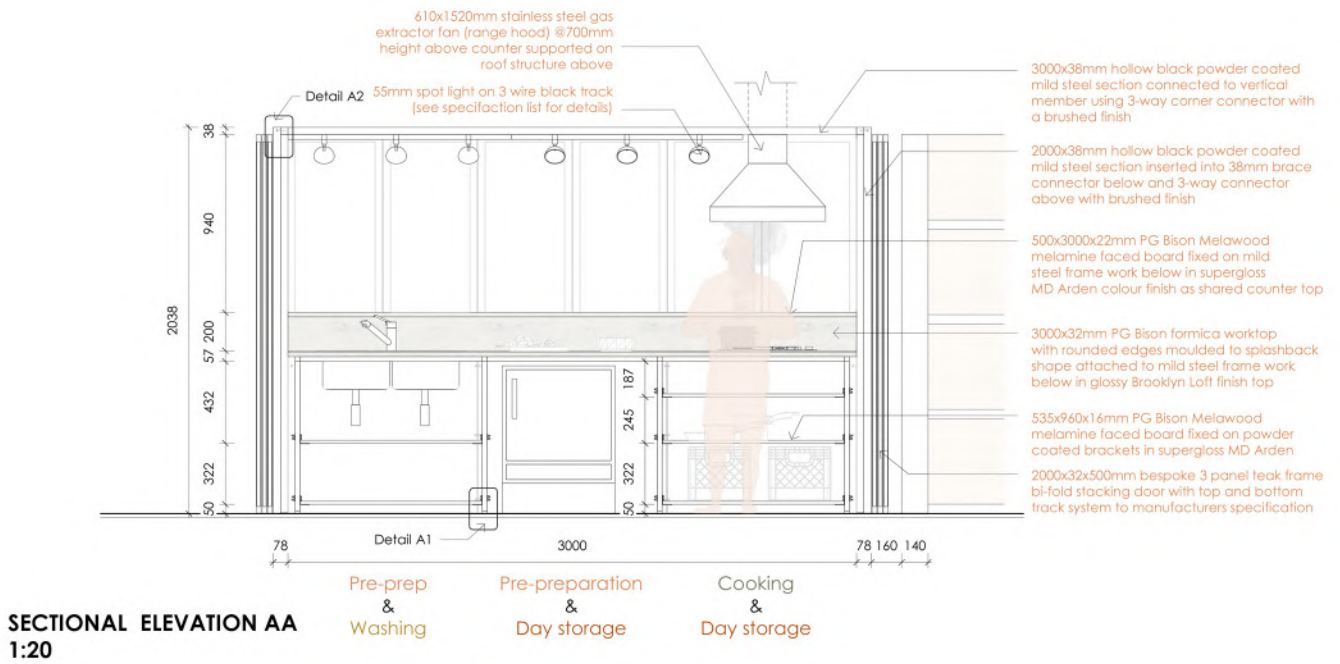 610x1520mm stainless steel gas
extractor fan (range hood) @700mm
height above counter supported on
roof structure above
Detail A2
55mm spot light on 3 wire black track
(see specifaction list for details)
3000x38mm hollow black powder coated
mild steel section connected to vertical
member using 3-way corner connector with
a brushed finish
2000x38mm hollow black powder coated
mild steel section inserted into 38mm brace
connector below and 3-way connector
above with brushed finish
500x3000x22mm PG Bison Melawood
melamine faced board fixed on mild
steel frame work below in supergloss
MD Arden colour finish as shared counter top
3000x32mm PG Bison formica worktop
with rounded edges moulded to splashback
shape attached to mild steel frame work
below in glossy Brooklyn Loft finish top
535x960x16mm PG Bison Melawood
melamine faced board fixed on powder
coated brackets in supergloss MD Arden
2000x32x500mm bespoke 3 panel teak frame
bi-fold stacking door with top and bottom
track system to manufacturers specification
2038
38
940
200
57
432
322
50
187
245
322
50
Detail A1
78
3000
78
160
140
Pre-prep
&
Washing
Pre-preparation
&
Day storage
Cooking
&
Day storage
SECTIONAL ELEVATION AA
1:20